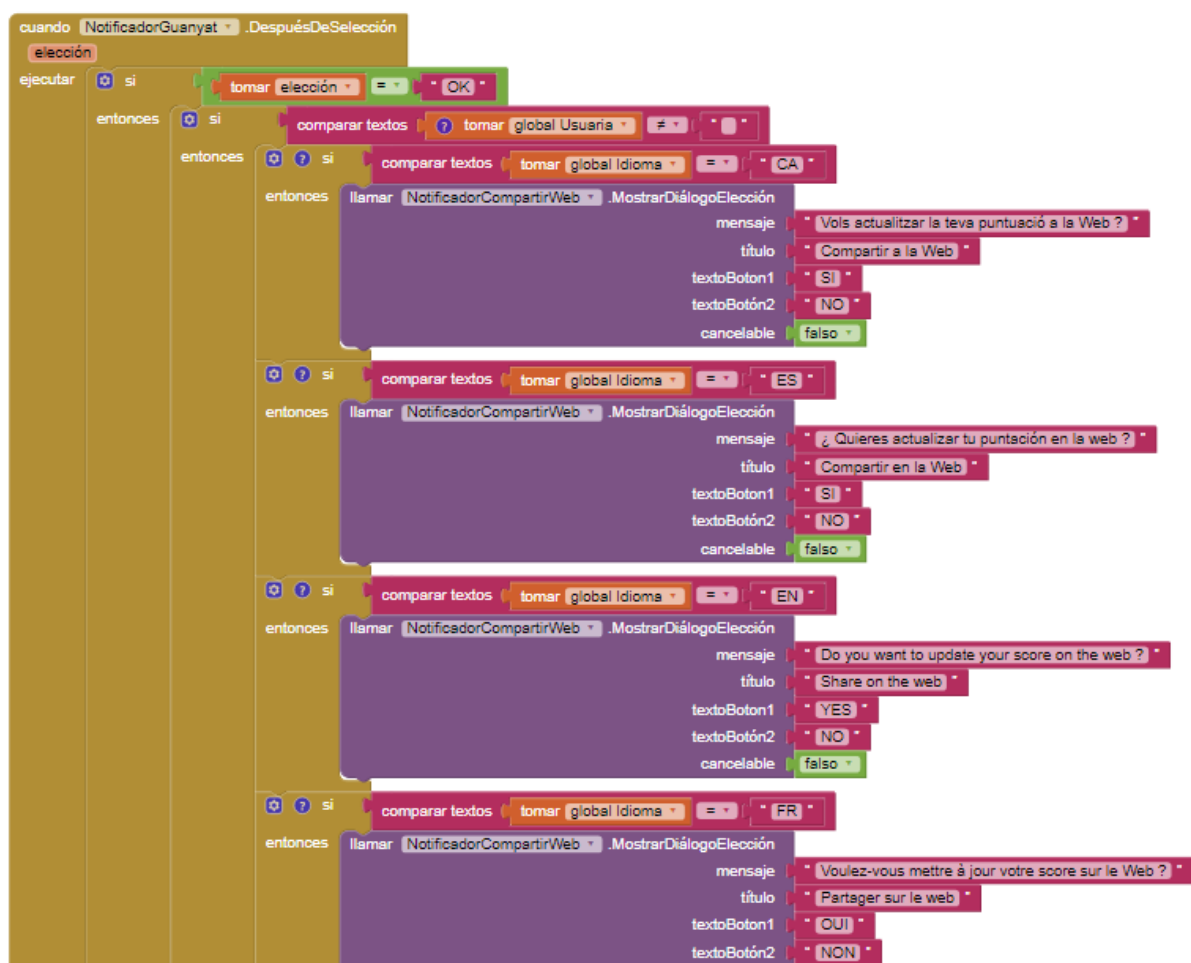 cuando NotificadorGuanyat .DespuésDeSelección
elección
ejecutar si tomar elección = " OK "
entonces si comparar textos tomar global Usuaria ≠ " "
entonces si comparar textos tomar global Idioma = " CA "
entonces llamar NotificadorCompartirWeb .MostrarDiálogoElección
mensaje " Vols actualitzar la teva puntuació a la Web ? "
título " Compartir a la Web "
textoBoton1 " SI "
textoBotón2 " NO "
cancelable falso
si comparar textos tomar global Idioma = " ES "
entonces llamar NotificadorCompartirWeb .MostrarDiálogoElección
mensaje " ¿ Quieres actualizar tu puntación en la web ? "
título " Compartir en la Web "
textoBoton1 " SI "
textoBotón2 " NO "
cancelable falso
si comparar textos tomar global Idioma = " EN "
entonces llamar NotificadorCompartirWeb .MostrarDiálogoElección
mensaje " Do you want to update your score on the web ? "
título " Share on the web "
textoBoton1 " YES "
textoBotón2 " NO "
cancelable falso
si comparar textos tomar global Idioma = " FR "
entonces llamar NotificadorCompartirWeb .MostrarDiálogoElección
mensaje " Voulez-vous mettre à jour votre score sur le Web ? "
título " Partager sur le web "
textoBoton1 " OUI "
textoBotón2 " NON "